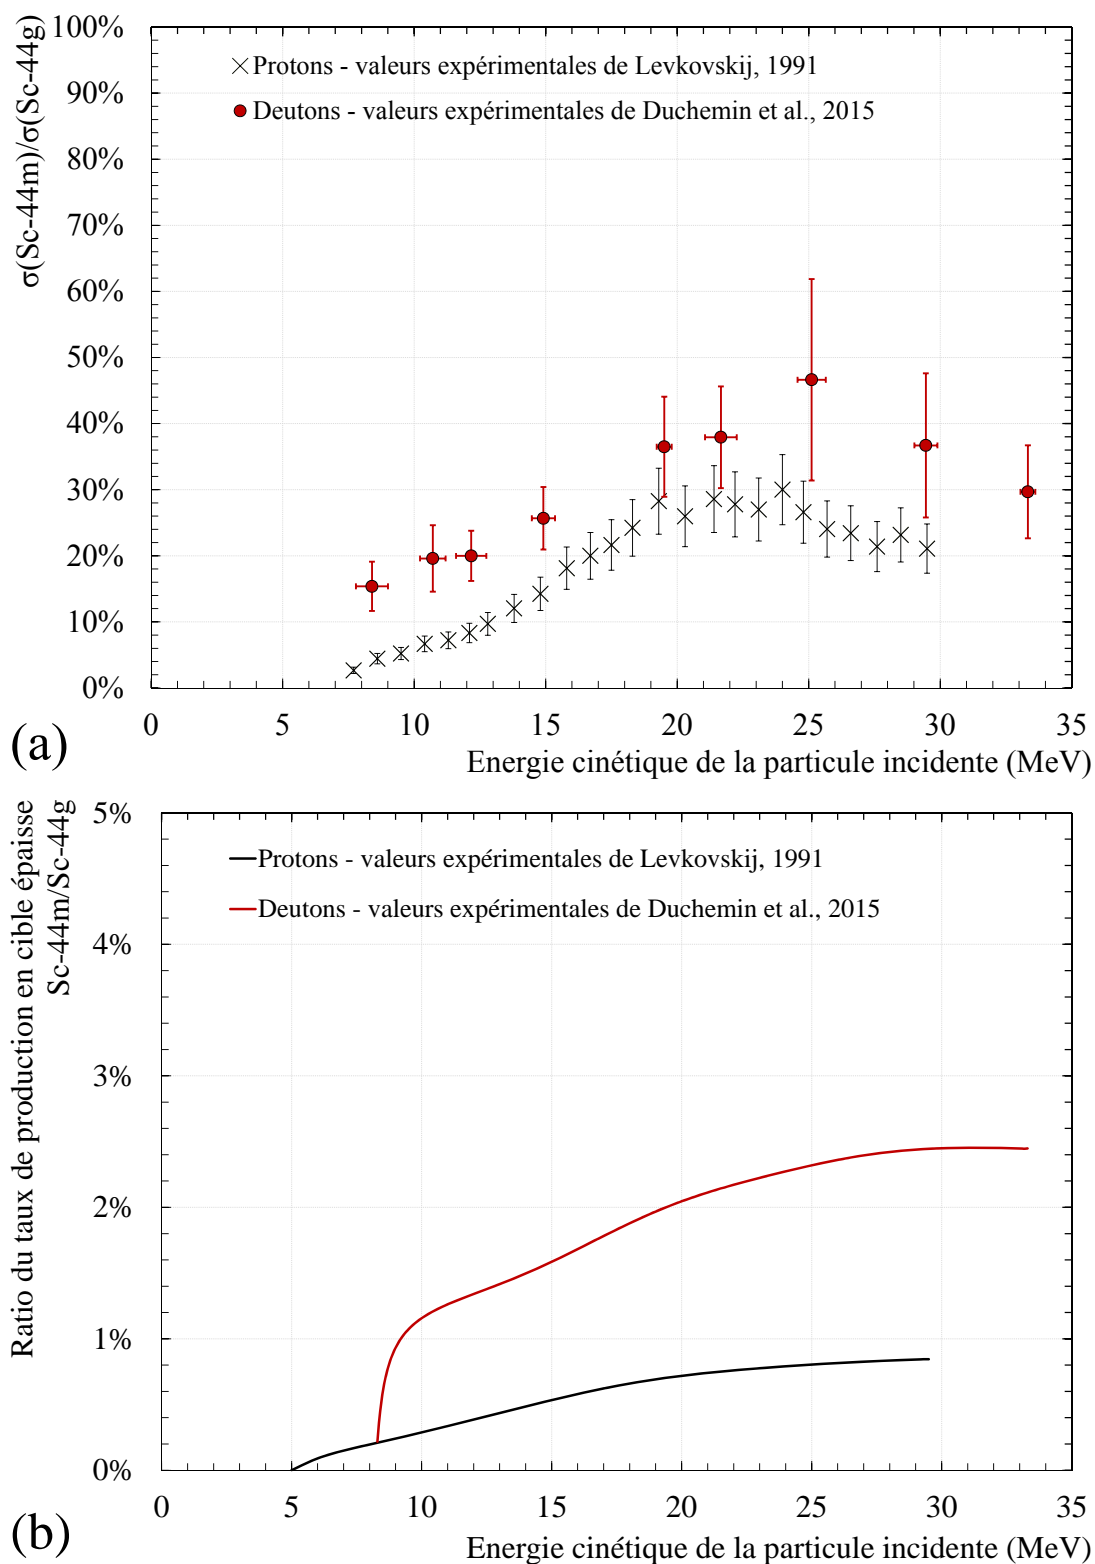 σ(Sc-44m)/σ(Sc-44g)
100%
90%
80%
70%
60%
50%
40%
30%
20%
10%
0%
Protons - valeurs expérimentales de Levkovskij, 1991
Deutons - valeurs expérimentales de Duchemin et al., 2015
0 5 10 15 20 25 30 35
Energie cinétique de la particule incidente (MeV)
(a)
Ratio du taux de production en cible épaisse
Sc-44m/Sc-44g
5%
4%
3%
2%
1%
0%
Protons - valeurs expérimentales de Levkovskij, 1991
Deutons - valeurs expérimentales de Duchemin et al., 2015
0 5 10 15 20 25 30 35
Energie cinétique de la particule incidente (MeV)
(b)